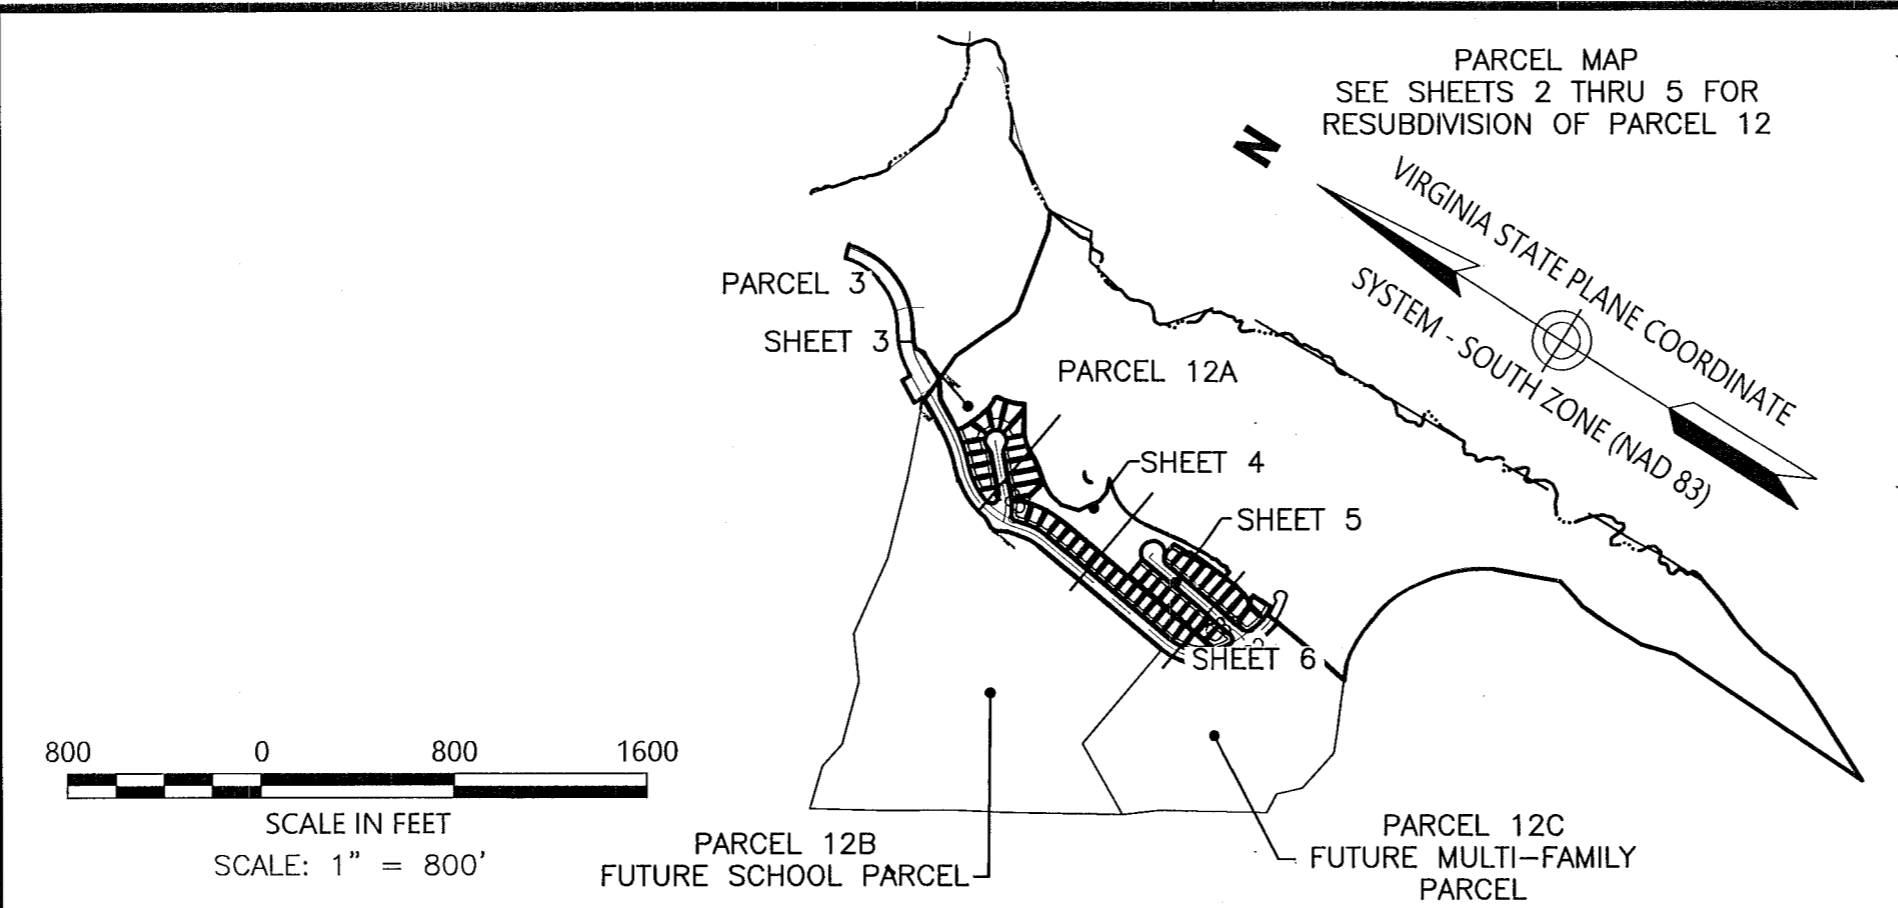 PARCEL MAP
SEE SHEETS 2 THRU 5 FOR
RESUBDIVISION OF PARCEL 12
N
VIRGINIA STATE PLANE COORDINATE
SYSTEM - SOUTH ZONE (NAD 83)
PARCEL 3
SHEET 3
PARCEL 12A
SHEET 4
SHEET 5
SHEET 6
800 0 800 1600
SCALE IN FEET
SCALE: 1" = 800'
PARCEL 12B
FUTURE SCHOOL PARCEL
PARCEL 12C
FUTURE MULTI-FAMILY
PARCEL